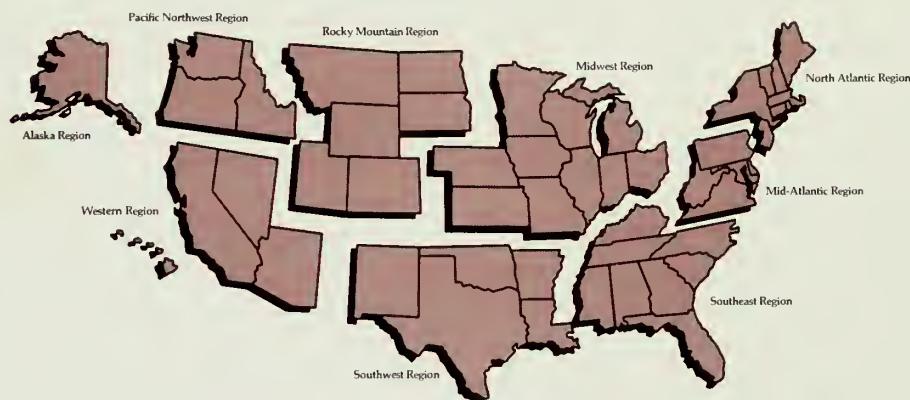 Pacific Northwest Region
Rocky Mountain Region
Midwest Region
North Atlantic Region
Alaska Region
Mid-Atlantic Region
Western Region
Southeast Region
Southwest Region